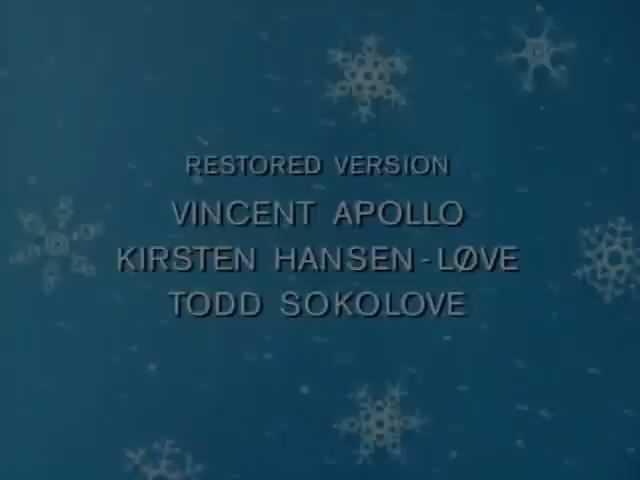 RESTORED VERSION
VINCENT APOLLO
KIRSTEN HANSEN-LØVE
TODD SOKOLOVE